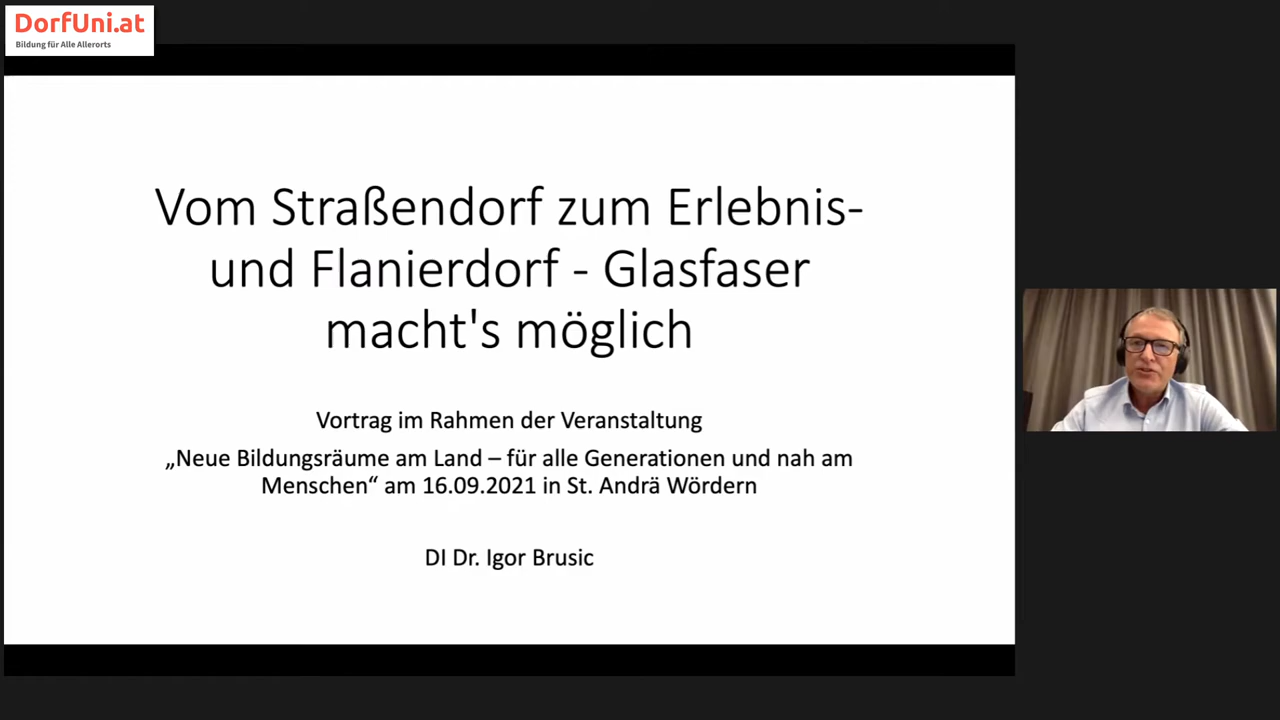 DorfUni.at
Bildung für Alle Allerorts
Vom Straßendorf zum Erlebnis-
und Flanierdorf - Glasfaser
macht's möglich
Vortrag im Rahmen der Veranstaltung
„Neue Bildungsräume am Land – für alle Generationen und nah am
Menschen“ am 16.09.2021 in St. Andrä Wördern
DI Dr. Igor Brusic